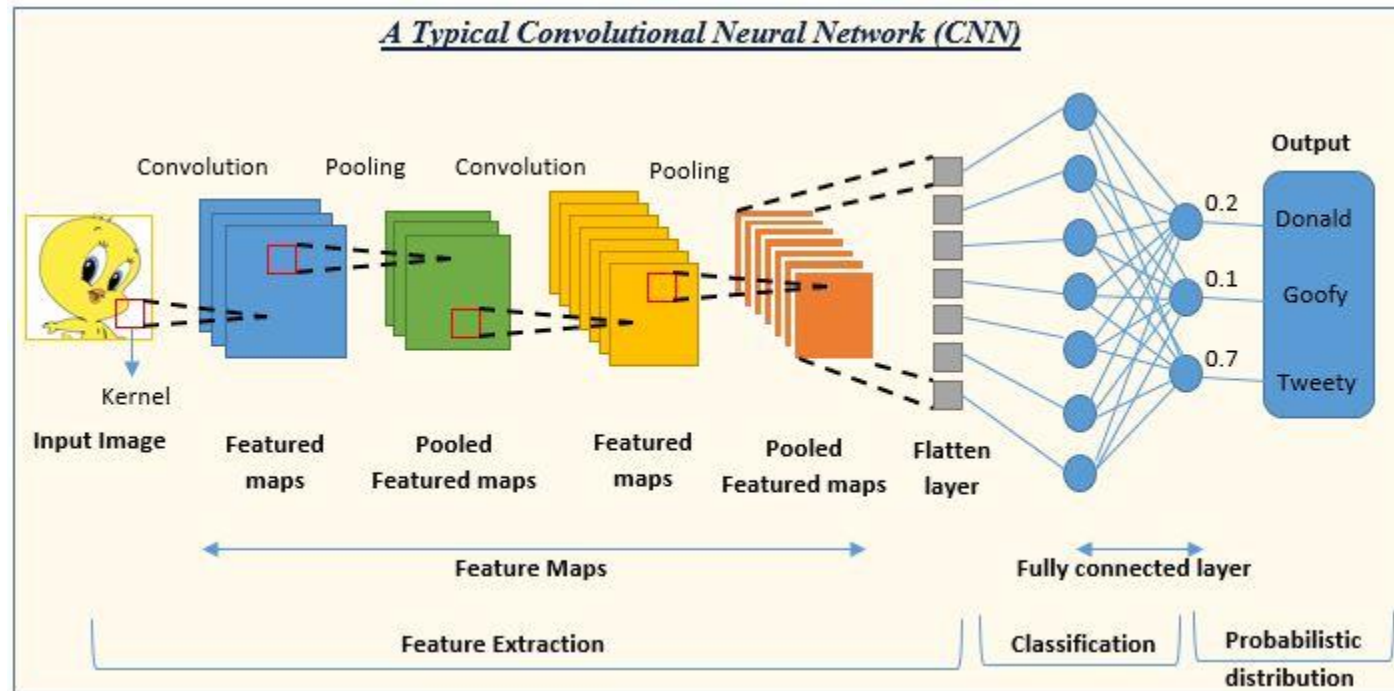 A Typical Convolutional Neural Network (CNN)
Convolution
Pooling
Convolution
Pooling
Output
0.2
Donald
0.1
Goofy
0.7
Tweety
Kernel
Input Image
Featured
maps
Pooled
Featured maps
Featured
maps
Pooled
Featured maps
Flatten
layer
Feature Maps
Fully connected layer
Feature Extraction
Classification
Probabilistic
distribution